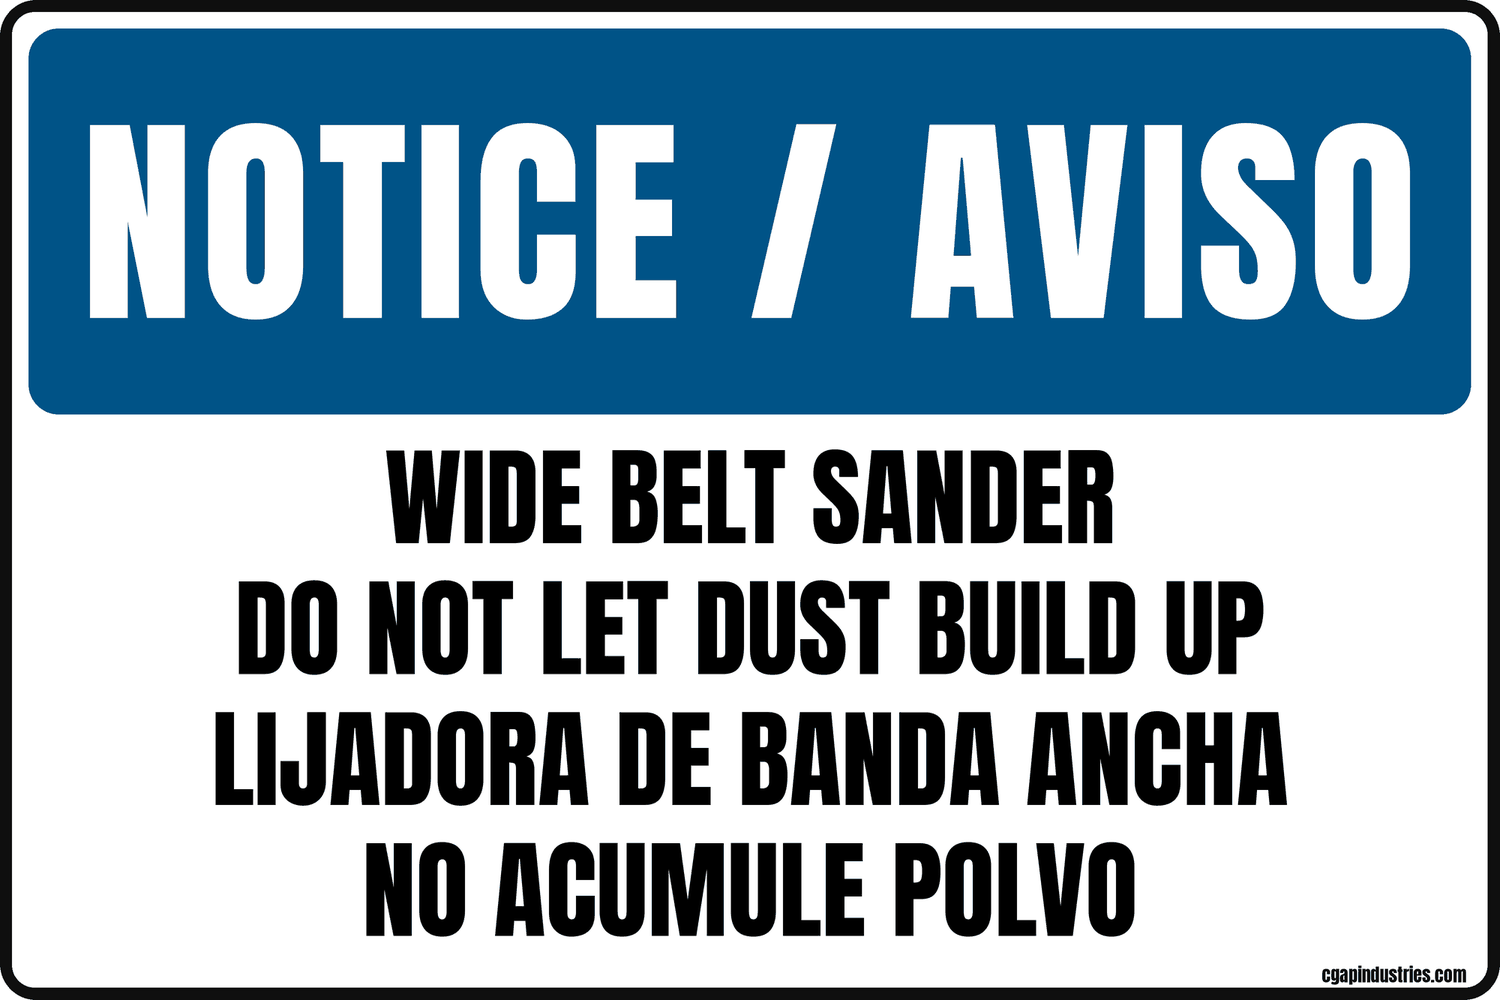 NOTICE / AVISO
WIDE BELT SANDER
DO NOT LET DUST BUILD UP
LIJADORA DE BANDA ANCHA
NO ACUMULE POLVO
cgapindustries.com